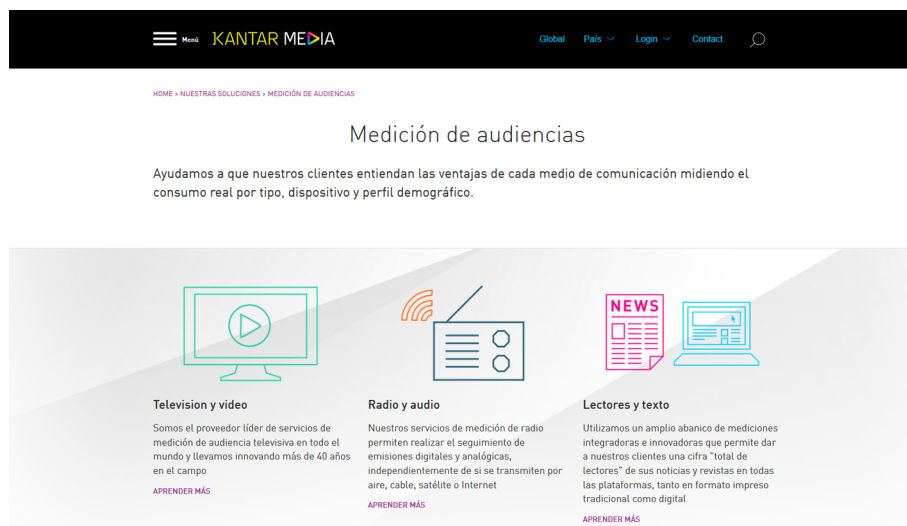 Menú KANTAR MEDIA Global País Login Contact
HOME > NUESTRAS SOLUCIONES > MEDICIÓN DE AUDIENCIAS
Medición de audiencias
Ayudamos a que nuestros clientes entiendan las ventajas de cada medio de comunicación midiendo el
consumo real por tipo, dispositivo y perfil demográfico.
NEWS
Television y video
Somos el proveedor líder de servicios de
medición de audiencia televisiva en todo el
mundo y llevamos innovando más de 40 años
en el campo
APRENDER MÁS
Radio y audio
Nuestros servicios de medición de radio
permiten realizar el seguimiento de
emisiones digitales y analógicas,
independientemente de si se transmiten por
aire, cable, satélite o Internet
APRENDER MÁS
Lectores y texto
Utilizamos un amplio abanico de mediciones
integradoras e innovadoras que permite dar
a nuestros clientes una cifra "total de
lectores" de sus noticias y revistas en todas
las plataformas, tanto en formato impreso
tradicional como digital
APRENDER MÁS